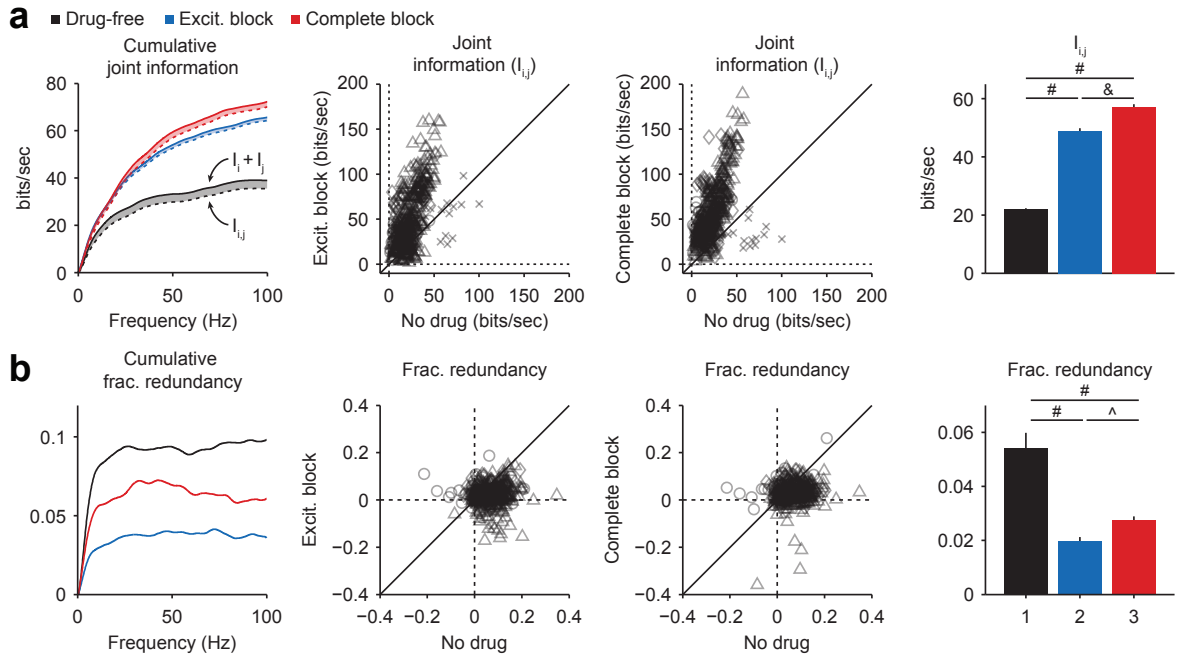 a
Drug-free
Excit. block
Complete block
Cumulative
joint information
80
60
40
20
0
bits/sec
I i + I j
I i,j
0
50
100
Frequency (Hz)
Joint
information (I i,j)
200
150
100
50
0
Excit. block (bits/sec)
0
50
100
150
200
No drug (bits/sec)
Joint
information (I i,j)
200
150
100
50
0
Complete block (bits/sec)
0
50
100
150
200
No drug (bits/sec)
I i,j
#
#
&
60
40
20
0
bits/sec
b
Cumulative
frac. redundancy
0.1
0.05
0
0
50
100
Frequency (Hz)
Frac. redundancy
0.4
0.2
0
−0.2
−0.4
Excit. block
−0.4
−0.2
0
0.2
0.4
No drug
Frac. redundancy
0.4
0.2
0
−0.2
−0.4
Complete block
−0.4
−0.2
0
0.2
0.4
No drug
Frac. redundancy
#
#
^
0.06
0.04
0.02
0
1
2
3